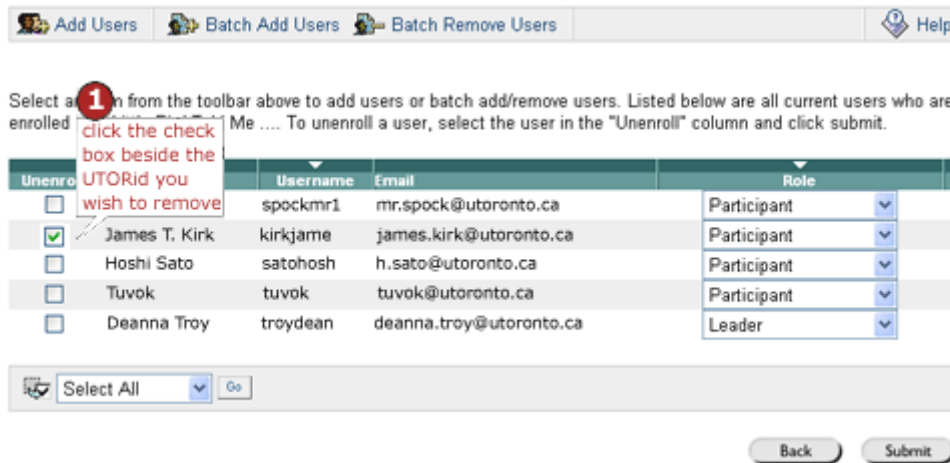 Add Users Batch Add Users Batch Remove Users Help
Select a n from the toolbar above to add users or batch add/remove users. Listed below are all current users who are
enrolled Me .... To unenroll a user, select the user in the "Unenroll" column and click submit.
1
click the check
box beside the
UTORid you
wish to remove
Unenro Username Email Role
spockmr1 mr.spock@utoronto.ca Participant
James T. Kirk kirkjame james.kirk@utoronto.ca Participant
Hoshi Sato satohosh h.sato@utoronto.ca Participant
Tuvok tuvok tuvok@utoronto.ca Participant
Deanna Troy troydean deanna.troy@utoronto.ca Leader
Select All Go
Back Submit